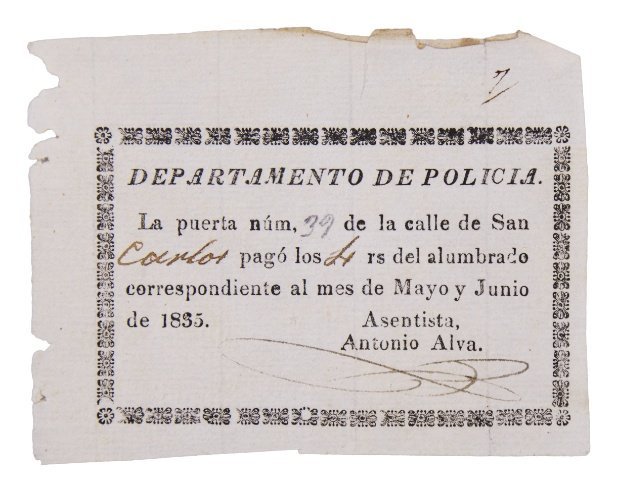 7
DEPARTAMENTO DE POLICIA.
La puerta núm, 39 de la calle de San
Carlos pagó los 4 rs del alumbrado
correspondiente al mes de Mayo y Junio
de 1835. Asentista,
Antonio Alva.